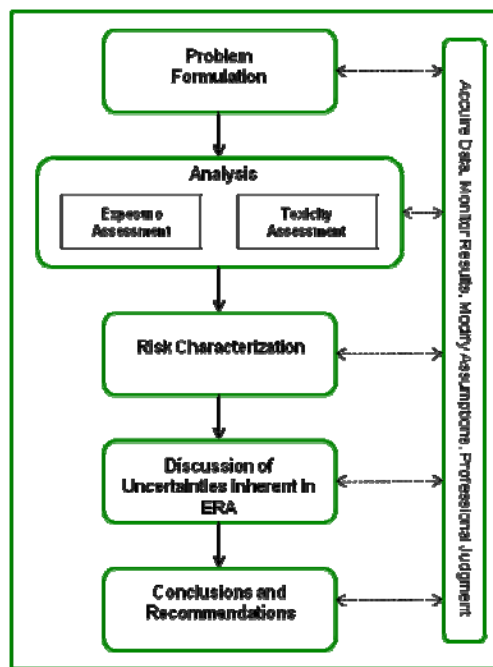 Problem
Formulation
Analysis
Exposure
Assessment
Toxicity
Assessment
Risk Characterization
Discussion of
Uncertainties Inherent in
ERA
Conclusions and
Recommendations
Accuire Data, Monitor Results, Modify Assumptions, Professional Judgment